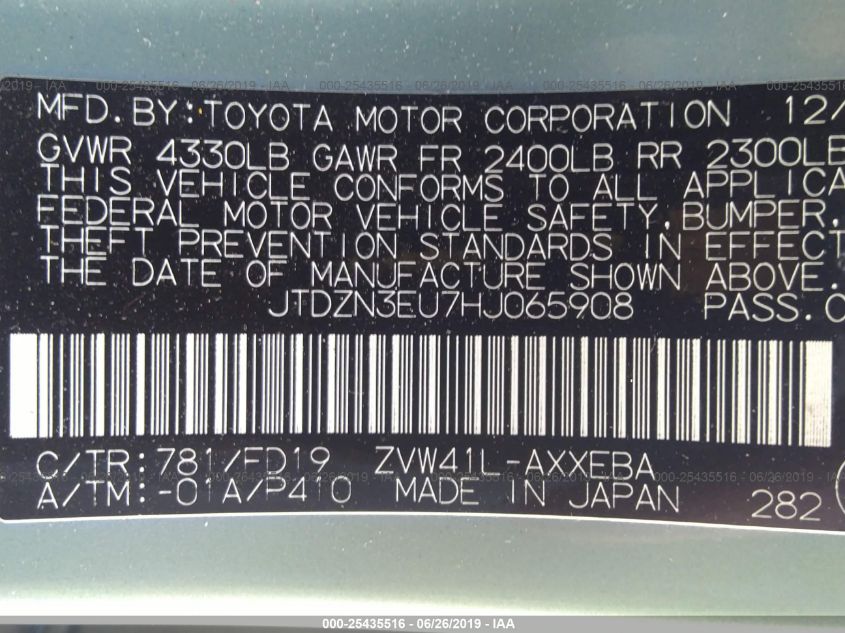 MFD. BY: TOYOTA MOTOR CORPORATION 12/
GVWR 4330LB GAWR FR 2400LB RR 2300LB
THIS VEHICLE CONFORMS TO ALL APPLICA
FEDERAL MOTOR VEHICLE SAFETY, BUMPER,
THEFT PREVENTION STANDARDS IN EFFECT
THE DATE OF MANUFACTURE SHOWN ABOVE.
JTDZN3EU7HJ065908 PASS. C
C/TR: 781/FD19 ZVW41L-AXXEBA
A/TM: -01A/P410 MADE IN JAPAN 282
000-25435516 / 06/26/2019 - IAA